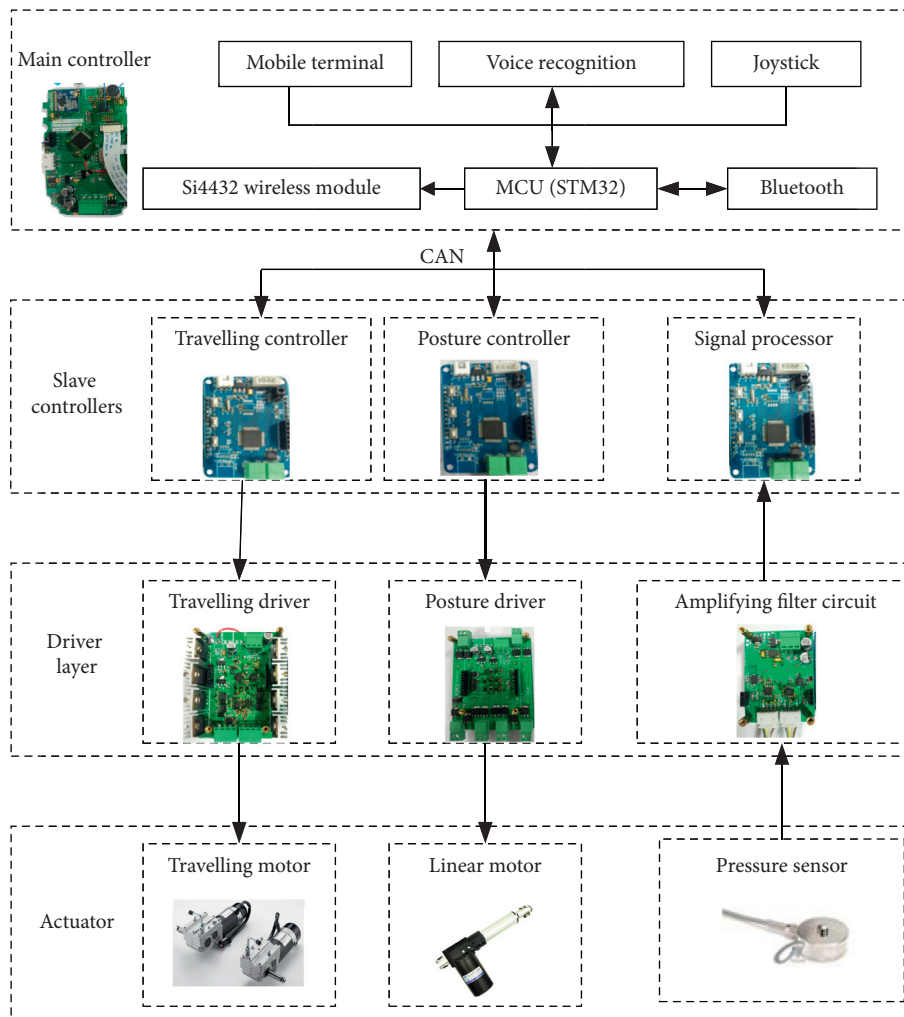 Main controller
Mobile terminal
Voice recognition
Joystick
Si4432 wireless module
MCU (STM32)
Bluetooth
CAN
Slave
controllers
Travelling controller
Posture controller
Signal processor
Driver
layer
Travelling driver
Posture driver
Amplifying filter circuit
Actuator
Travelling motor
Linear motor
Pressure sensor